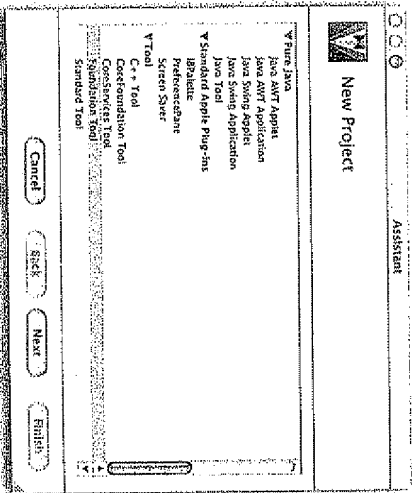 Assistant
New Project
▼ Pure Java
Java AWT Applet
Java AWT Application
Java Swing Applet
Java Swing Application
Java Tool
▼ Standard Apple Plug-ins
IBPalette
PreferencePane
Screen Saver
▼ Tool
C++ Tool
CoreFoundation Tool
CoreServices Tool
Foundation Tool
Standard Tool
Cancel Back Next Finish